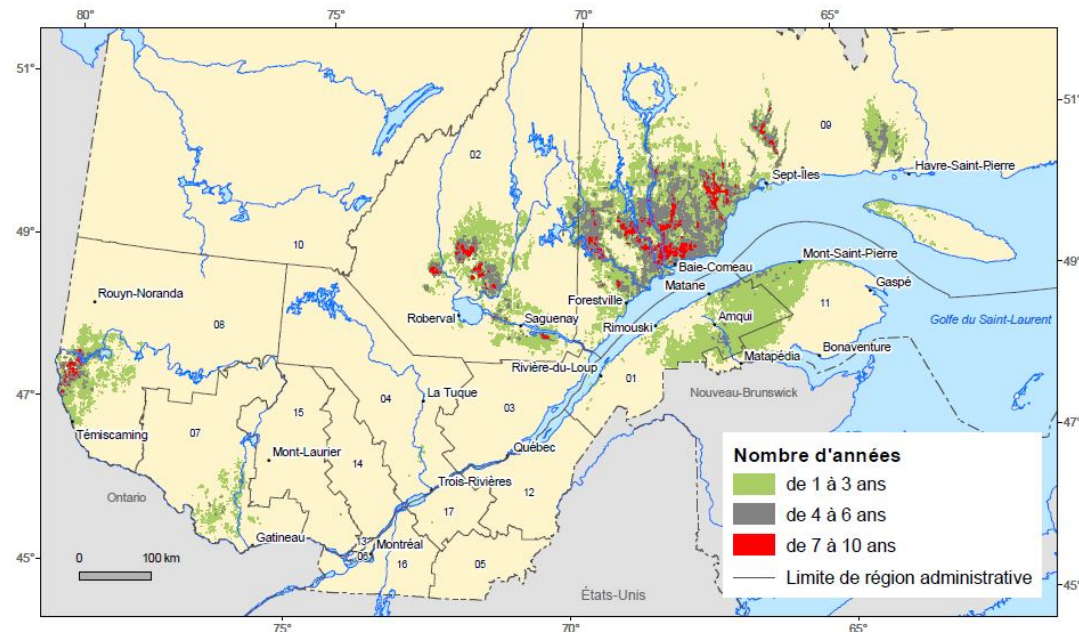 80° 75° 70° 65°
51°
51°
09
02
Sept-Îles
Havre-Saint-Pierre
49°
10
49°
Mont-Saint-Pierre
Baie-Comeau
Matane
Gaspé
Rouyn-Noranda
Forestville
11
08
Roberval
Saguenay
Rimouski
Amqui
Golfe du Saint-Laurent
Bonaventure
Matapédia
Rivière-du-Loup
01
47°
La Tuque
Nouveau-Brunswick
04
03
47°
15
Témiscaming
07
Mont-Laurier
14
Québec
Ontario
Trois-Rivières
12
17
Gatineau
13
06
Montréal
45°
16
05
45°
0 100 km
États-Unis
Nombre d'années
de 1 à 3 ans
de 4 à 6 ans
de 7 à 10 ans
Limite de région administrative
75° 70° 65°